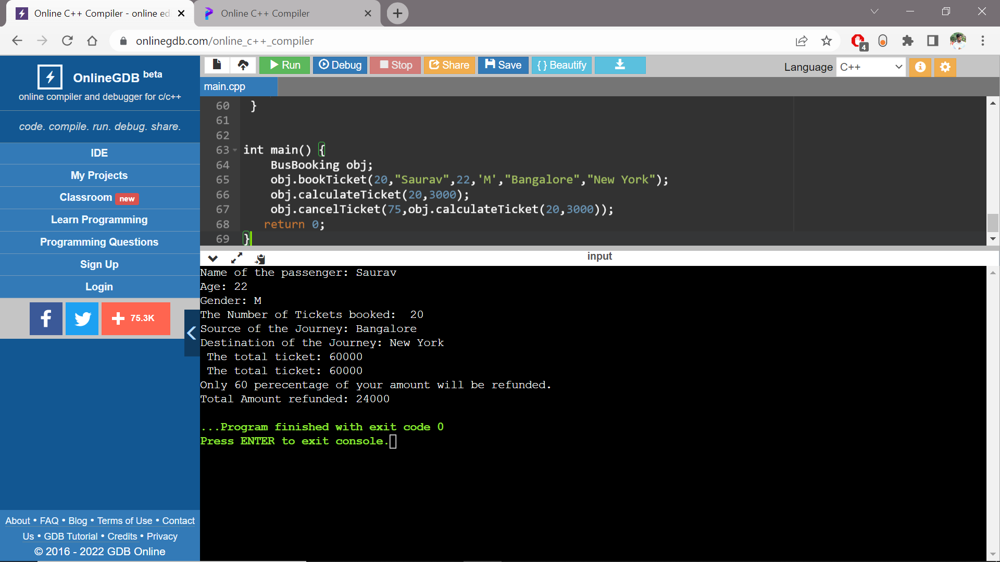 Online C++ Compiler - online ed
Online C++ Compiler
onlinegdb.com/online_c++_compiler
4
OnlineGDB beta
online compiler and debugger for c/c++
code. compile. run. debug. share.
IDE
My Projects
Classroom new
Learn Programming
Programming Questions
Sign Up
Login
75.3K
About • FAQ • Blog • Terms of Use • Contact
Us • GDB Tutorial • Credits • Privacy
© 2016 - 2022 GDB Online
Run Debug Stop Share Save { } Beautify
Language C++
main.cpp
60 }
61
62
63 int main() {
64 BusBooking obj;
65 obj.bookTicket(20,"Saurav",22,'M',"Bangalore","New York");
66 obj.calculateTicket(20,3000);
67 obj.cancelTicket(75,obj.calculateTicket(20,3000));
68 return 0;
69 }
input
Name of the passenger: Saurav
Age: 22
Gender: M
The Number of Tickets booked:  20
Source of the Journey: Bangalore
Destination of the Journey: New York
The total ticket: 60000
The total ticket: 60000
Only 60 perecentage of your amount will be refunded.
Total Amount refunded: 24000
...Program finished with exit code 0
Press ENTER to exit console.